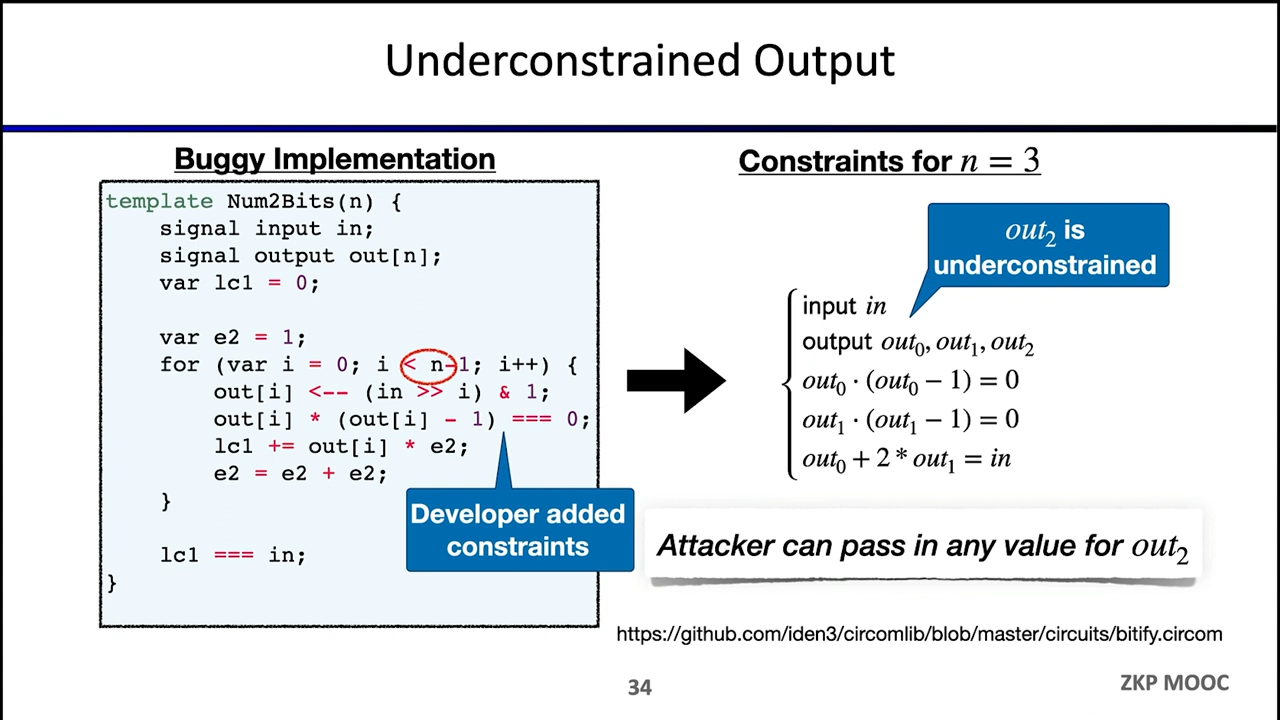 Underconstrained Output
Buggy Implementation
template Num2Bits(n) {
signal input in;
signal output out[n];
var lc1 = 0;
var e2 = 1;
for (var i = 0; i < n-1; i++) {
out[i] <-- (in >> i) & 1;
out[i] * (out[i] - 1) === 0;
lc1 += out[i] * e2;
e2 = e2 + e2;
}
lc1 === in;
}
Developer added
constraints
Constraints for n = 3
out₂ is
underconstrained
input in
output out₀, out₁, out₂
out₀ · (out₀ − 1) = 0
out₁ · (out₁ − 1) = 0
out₀ + 2 * out₁ = in
Attacker can pass in any value for out₂
https://github.com/iden3/circomlib/blob/master/circuits/bitify.circom
34
ZKP MOOC